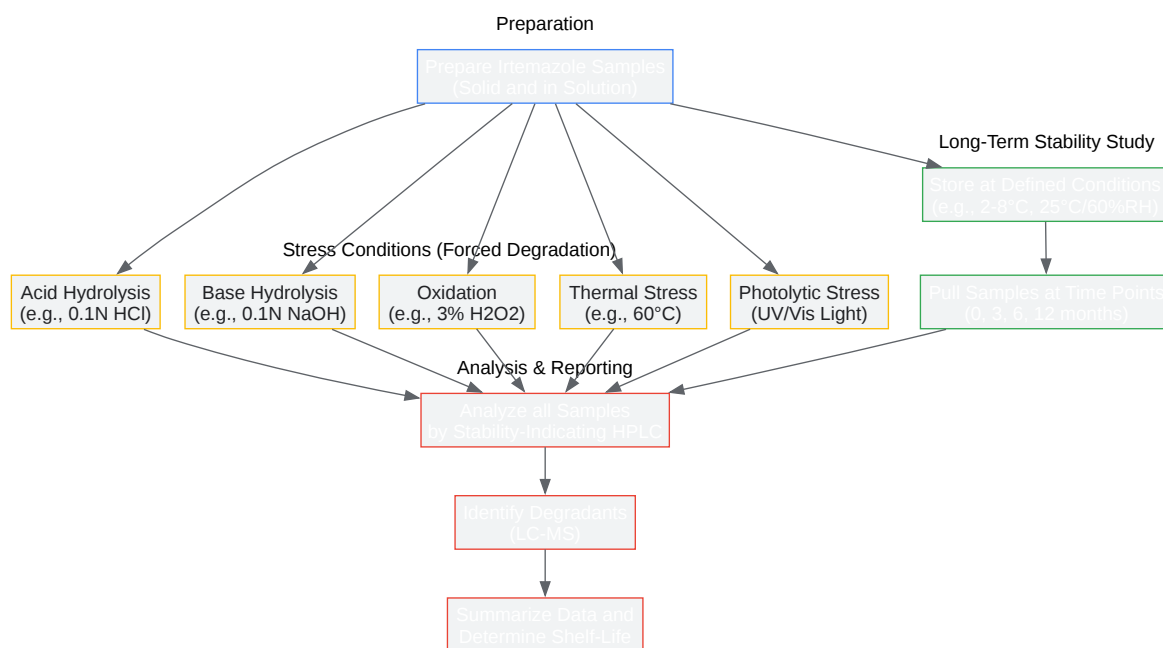 Preparation
Prepare Irtemazole Samples
(Solid and in Solution)
Long-Term Stability Study
Store at Defined Conditions
(e.g., 2-8°C, 25°C/60%RH)
Stress Conditions (Forced Degradation)
Acid Hydrolysis
(e.g., 0.1N HCl)
Base Hydrolysis
(e.g., 0.1N NaOH)
Oxidation
(e.g., 3% H2O2)
Thermal Stress
(e.g., 60°C)
Photolytic Stress
(UV/Vis Light)
Pull Samples at Time Points
(0, 3, 6, 12 months)
Analysis & Reporting
Analyze all Samples
by Stability-Indicating HPLC
Identify Degradants
(LC-MS)
Summarize Data and
Determine Shelf-Life